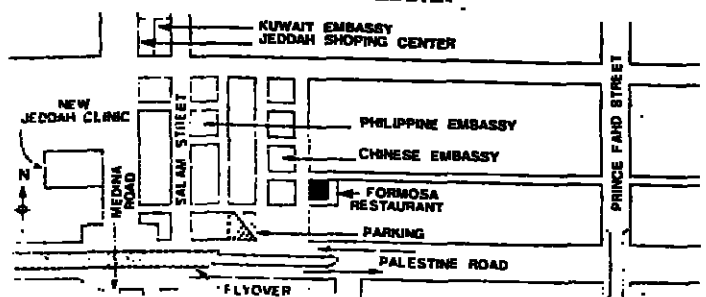 KUWAIT EMBASSY
JEDDAH SHOPING CENTER
NEW
JEDDAH CLINIC
SALAM STREET
PHILIPPINE EMBASSY
CHINESE EMBASSY
PRINCE FAHD STREET
N
MEDINA
ROAD
FORMOSA
RESTAURANT
PARKING
PALESTINE ROAD
FLYOVER